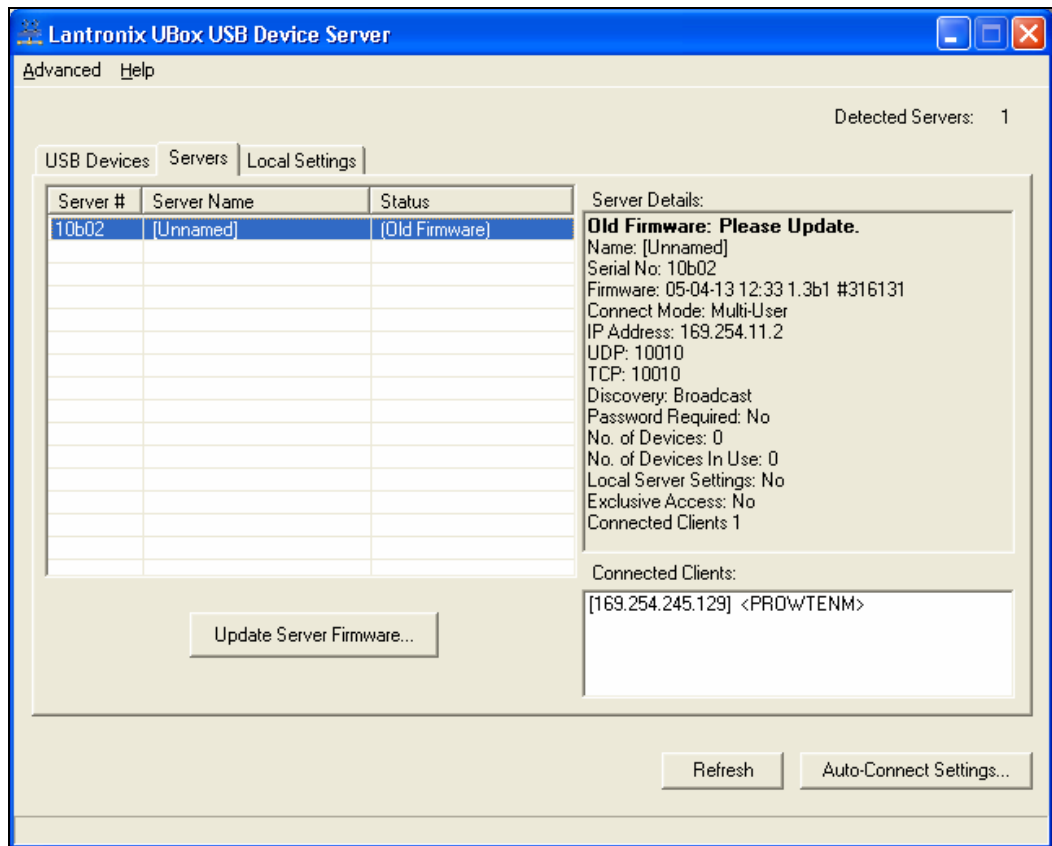 Lantronix UBox USB Device Server
Advanced Help
Detected Servers: 1
USB Devices Servers Local Settings
Server # Server Name Status
10b02 [Unnamed] (Old Firmware)
Server Details:
Old Firmware: Please Update.
Name: [Unnamed]
Serial No: 10b02
Firmware: 05-04-13 12:33 1.3b1 #316131
Connect Mode: Multi-User
IP Address: 169.254.11.2
UDP: 10010
TCP: 10010
Discovery: Broadcast
Password Required: No
No. of Devices: 0
No. of Devices In Use: 0
Local Server Settings: No
Exclusive Access: No
Connected Clients 1
Connected Clients:
[169.254.245.129] <PROWTENM>
Update Server Firmware...
Refresh Auto-Connect Settings...